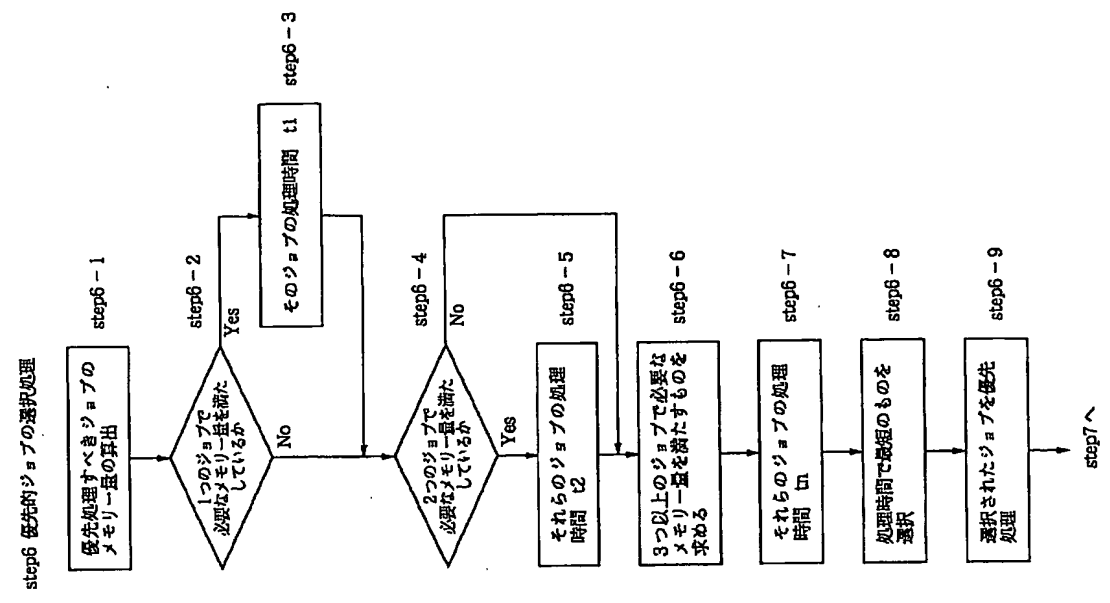 step6 優先的ジョブの選択処理
優先処理すべきジョブの
メモリー量の算出
step6－1
1つのジョブで
必要なメモリー量を満た
しているか
step6－2
Yes
No
そのジョブの処理時間 t1
step6－3
2つのジョブで
必要なメモリー量を満た
しているか
step6－4
No
Yes
それらのジョブの処理
時間 t2
step6－5
3つ以上のジョブで必要な
メモリー量を満たすものを
求める
step6－6
それらのジョブの処理
時間 tn
step6－7
処理時間で最短のものを
選択
step6－8
選択されたジョブを優先
処理
step6－9
step7へ